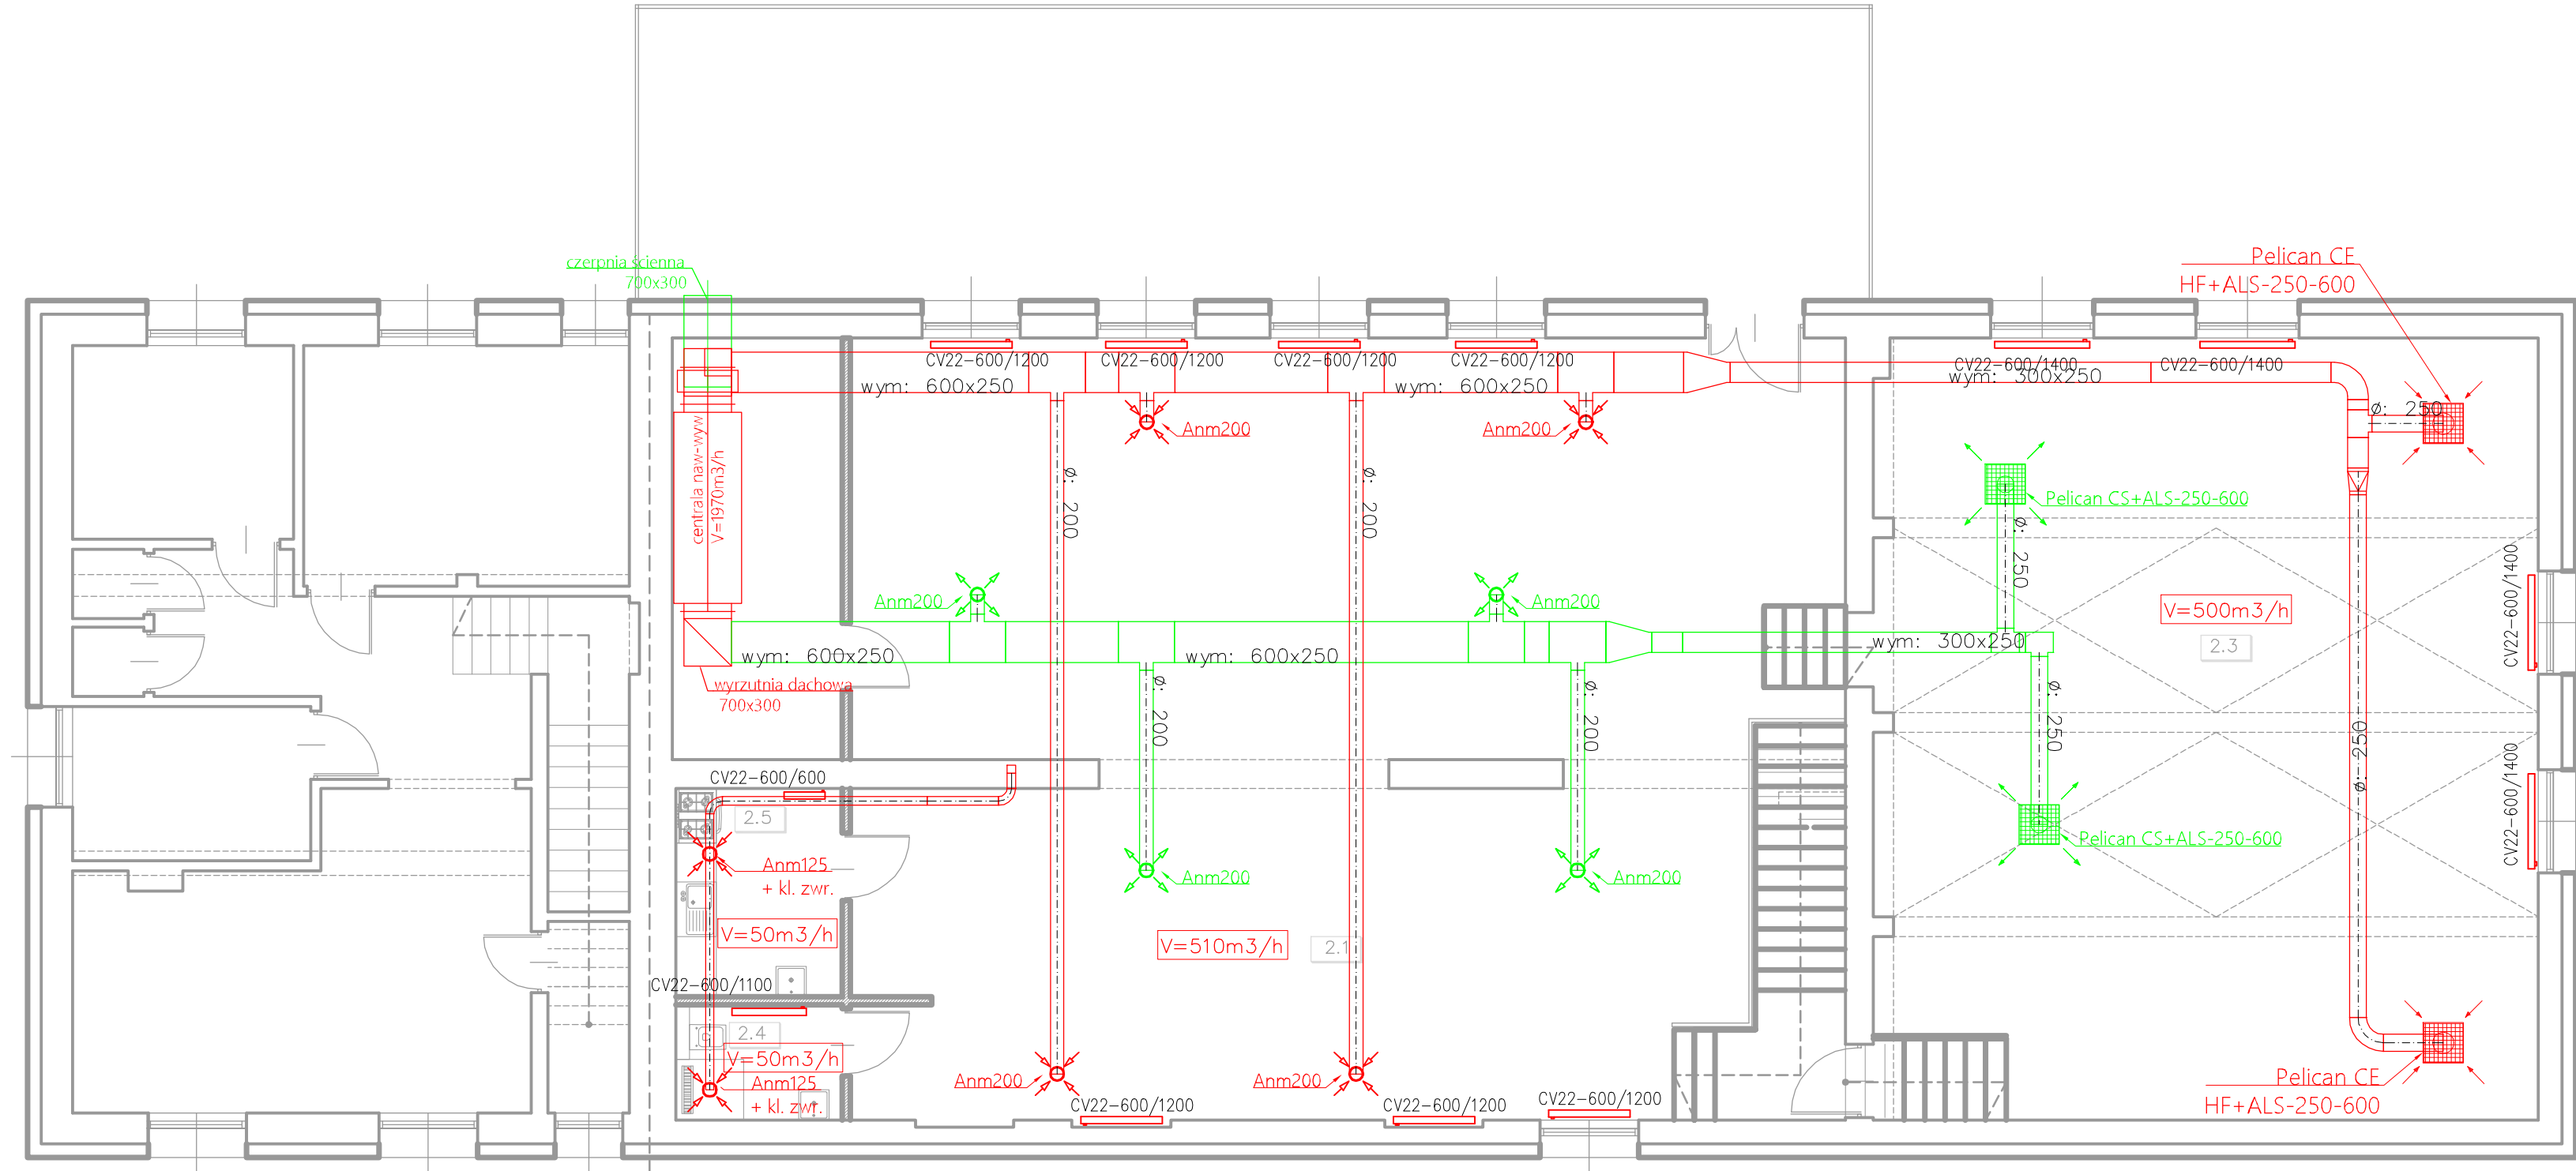 czerpnia ścienna
700x300
Pelican CE
HF+ALS-250-600
CV22-600/1200
CV22-600/1200
CV22-600/1200
CV22-600/1200
CV22-600/1400
CV22-600/1400
wym: 600x250
wym: 600x250
wym: 300x250
ø: 250
Anm200
Anm200
centrala naw-wyw
V=1970m3/h
ø: 200
ø: 200
Pelican CS+ALS-250-600
ø: 250
CV22-600/1400
Anm200
Anm200
V=500m3/h
2.3
wym: 600x250
wym: 600x250
wym: 300x250
wyrzutnia dachowa
700x300
ø: 200
ø: 200
ø: 250
ø: 250
CV22-600/600
2.5
CV22-600/1400
Pelican CS+ALS-250-600
Anm125
+ kl. zwr.
Anm200
Anm200
V=50m3/h
V=510m3/h
2.1
CV22-600/1100
2.4
V=50m3/h
Anm125
+ kl. zwr.
Anm200
Anm200
Pelican CE
HF+ALS-250-600
CV22-600/1200
CV22-600/1200
CV22-600/1200